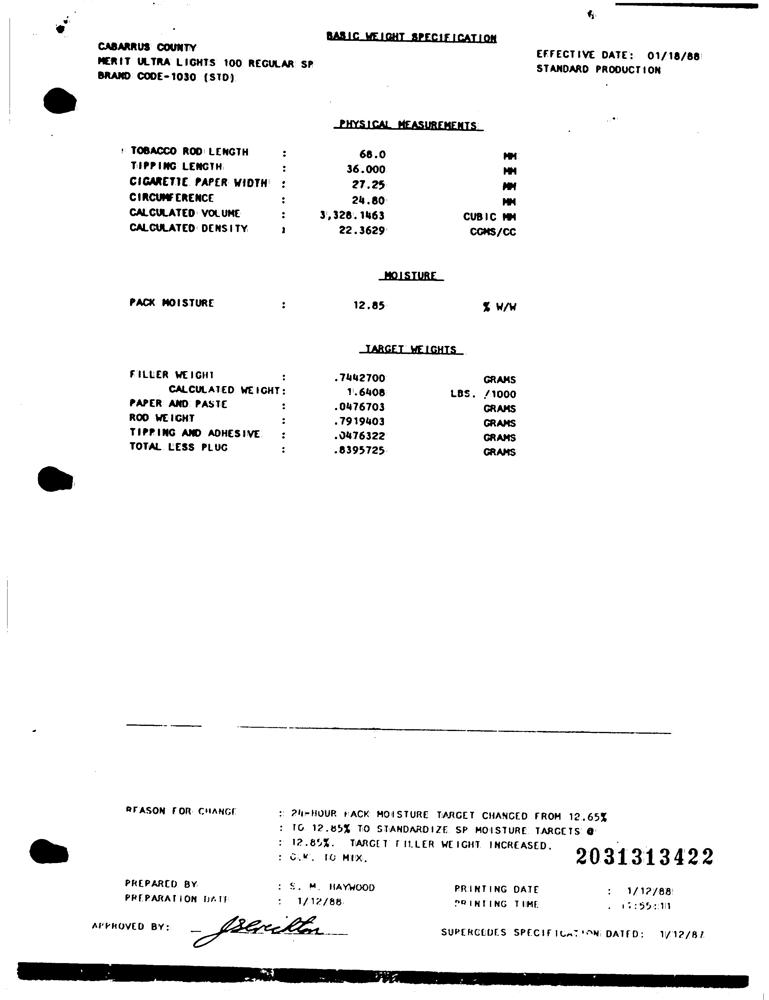 BASIC WEIGHT SPECIFICATION
CABARRUS COUNTY
MERIT ULTRA LIGHTS 100 REGULAR SP
BRAND CODE-1030 (STD)
EFFECTIVE DATE: 01/18/88
STANDARD PRODUCTION
PHYSICAL MEASUREMENTS
TOBACCO ROD LENGTH : 68.0 MM
TIPPING LENGTH : 36.000 MM
CIGARETTE PAPER WIDTH : 27.25 MM
CIRCUMFERENCE : 24.80 MM
CALCULATED VOLUME : 3,328.1463 CUBIC MM
CALCULATED DENSITY : 22.3629 CGMS/CC
MOISTURE
PACK MOISTURE : 12.85 % W/W
TARGET WEIGHTS
FILLER WEIGHT : .7442700 GRAMS
CALCULATED WEIGHT: 1.6408 LBS. /1000
PAPER AND PASTE : .0476703 GRAMS
ROD WEIGHT : .7919403 GRAMS
TIPPING AND ADHESIVE : .0476322 GRAMS
TOTAL LESS PLUG : .8395725 GRAMS
REASON FOR CHANGE : 24-HOUR PACK MOISTURE TARGET CHANGED FROM 12.65%
: TO 12.85% TO STANDARDIZE SP MOISTURE TARGETS @
: 12.85%. TARGET FILLER WEIGHT INCREASED.
: TO MIX.
2031313422
PREPARED BY : S. M. HAYWOOD
PREPARATION DATE : 1/12/88
PRINTING DATE : 1/12/88
PRINTING TIME
APPROVED BY:
SUPERCEDES SPECIFICATION DATED: 1/12/87